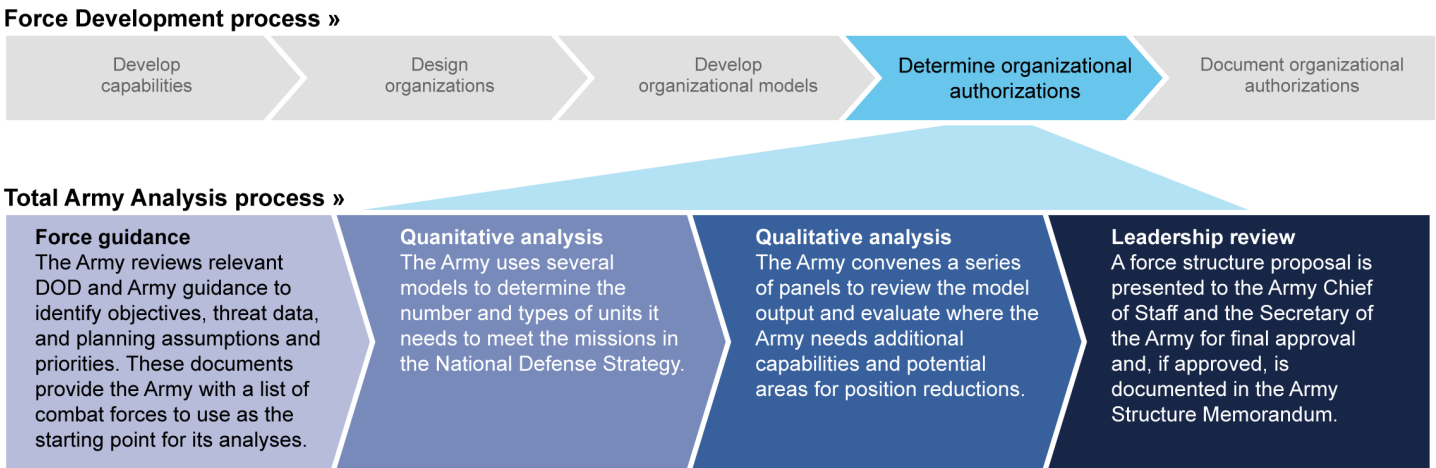 Force Development process »
Develop
capabilities
Design
organizations
Develop
organizational models
Determine organizational
authorizations
Document organizational
authorizations
Total Army Analysis process »
Force guidance
The Army reviews relevant
DOD and Army guidance to
identify objectives, threat data,
and planning assumptions and
priorities. These documents
provide the Army with a list of
combat forces to use as the
starting point for its analyses.
Quanitative analysis
The Army uses several
models to determine the
number and types of units it
needs to meet the missions in
the National Defense Strategy.
Qualitative analysis
The Army convenes a series
of panels to review the model
output and evaluate where the
Army needs additional
capabilities and potential
areas for position reductions.
Leadership review
A force structure proposal is
presented to the Army Chief
of Staff and the Secretary of
the Army for final approval
and, if approved, is
documented in the Army
Structure Memorandum.